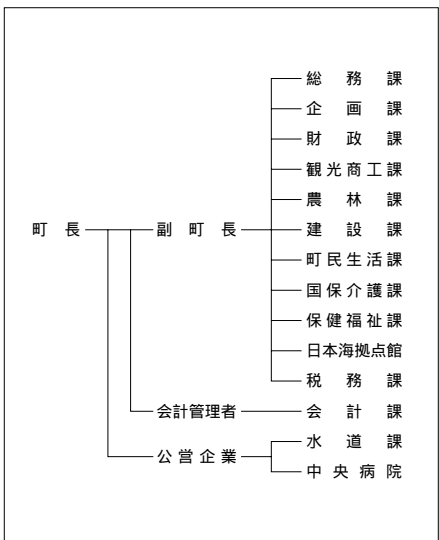 総務課
企画課
財政課
観光商工課
農林課
町長 副町長 建設課
町民生活課
国保介護課
保健福祉課
日本海拠点館
税務課
会計管理者 会計課
水道課
公営企業
中央病院